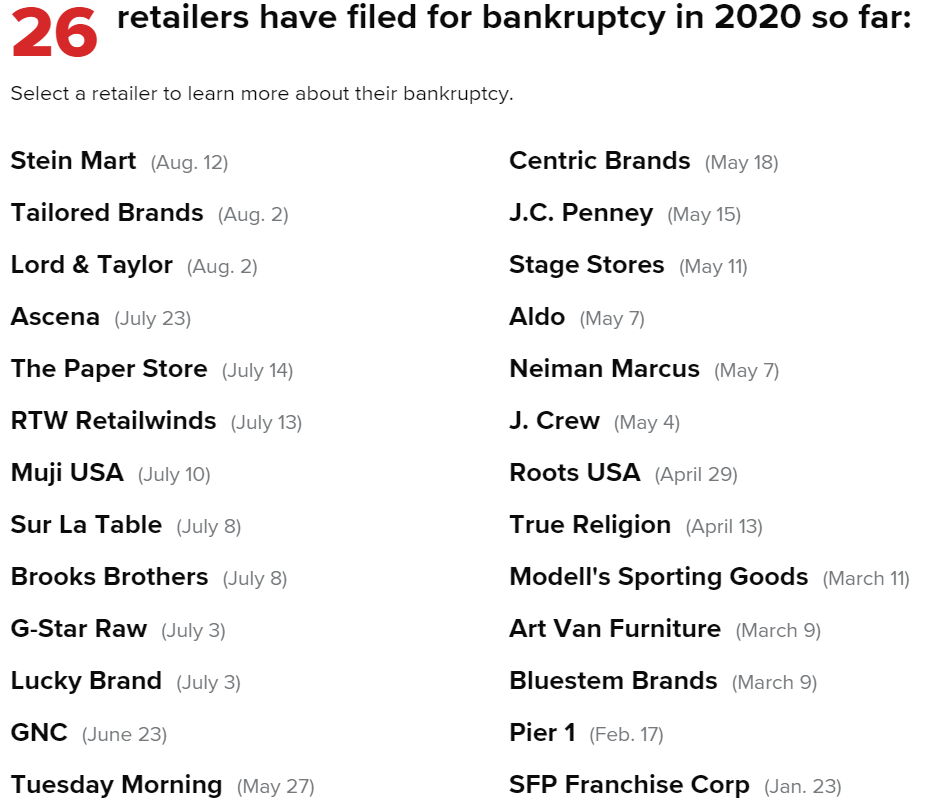 26 retailers have filed for bankruptcy in 2020 so far:
Select a retailer to learn more about their bankruptcy.
Stein Mart (Aug. 12)
Tailored Brands (Aug. 2)
Lord & Taylor (Aug. 2)
Ascena (July 23)
The Paper Store (July 14)
RTW Retailwinds (July 13)
Muji USA (July 10)
Sur La Table (July 8)
Brooks Brothers (July 8)
G-Star Raw (July 3)
Lucky Brand (July 3)
GNC (June 23)
Tuesday Morning (May 27)
Centric Brands (May 18)
J.C. Penney (May 15)
Stage Stores (May 11)
Aldo (May 7)
Neiman Marcus (May 7)
J. Crew (May 4)
Roots USA (April 29)
True Religion (April 13)
Modell's Sporting Goods (March 11)
Art Van Furniture (March 9)
Bluestem Brands (March 9)
Pier 1 (Feb. 17)
SFP Franchise Corp (Jan. 23)